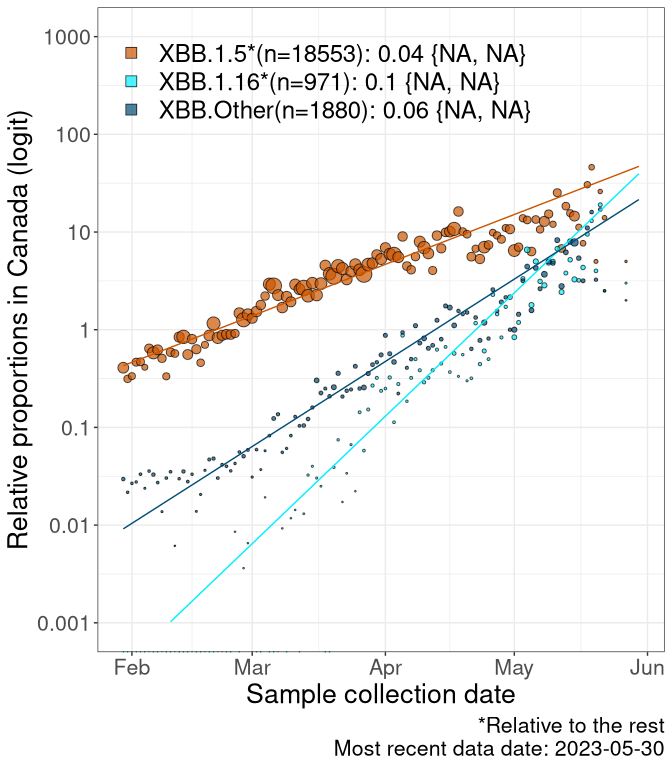 1000
100
10
1
0.1
0.01
0.001
Relative proportions in Canada (logit)
XBB.1.5*(n=18553): 0.04 {NA, NA}
XBB.1.16*(n=971): 0.1 {NA, NA}
XBB.Other(n=1880): 0.06 {NA, NA}
Feb Mar Apr May Jun
Sample collection date
*Relative to the rest
Most recent data date: 2023-05-30